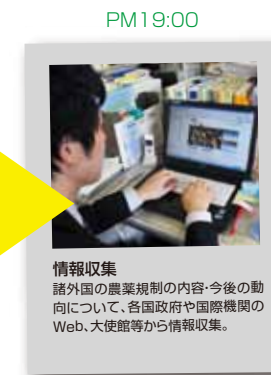 PM19:00
情報収集
諸外国の農薬規制の内容・今後の動
向について、各国政府や国際機関の
Web、大使館等から情報収集。